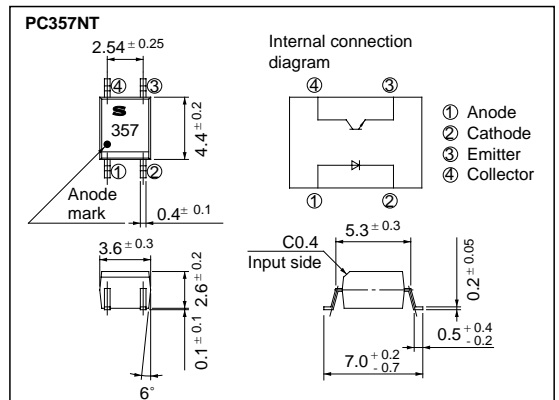 PC357NT
2.54 ± 0.25
Internal connection
diagram
④ ③
④ ③
S
357
4.4 ± 0.2
① Anode
② Cathode
③ Emitter
④ Collector
① ②
Anode
mark
0.4 ± 0.1
① ②
3.6 ± 0.3
2.6 ± 0.2
0.1 ± 0.1
6°
C0.4
Input side
5.3 ± 0.3
0.2 ± 0.05
0.5 + 0.4 - 0.2
7.0 + 0.2 - 0.7